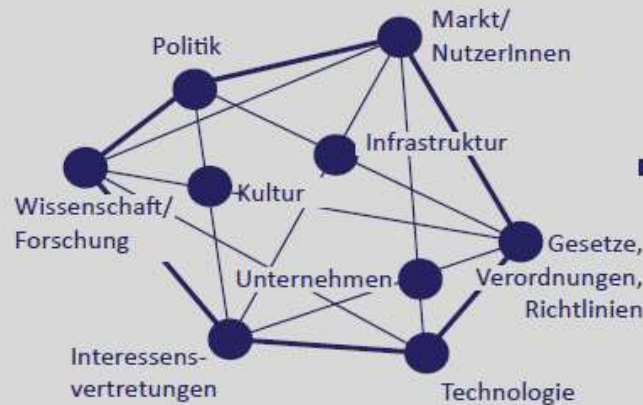 Politik
Markt/
NutzerInnen
Infrastruktur
Kultur
Wissenschaft/
Forschung
Gesetze,
Verordnungen,
Richtlinien
Unternehmen
Interessens-
vertretungen
Technologie